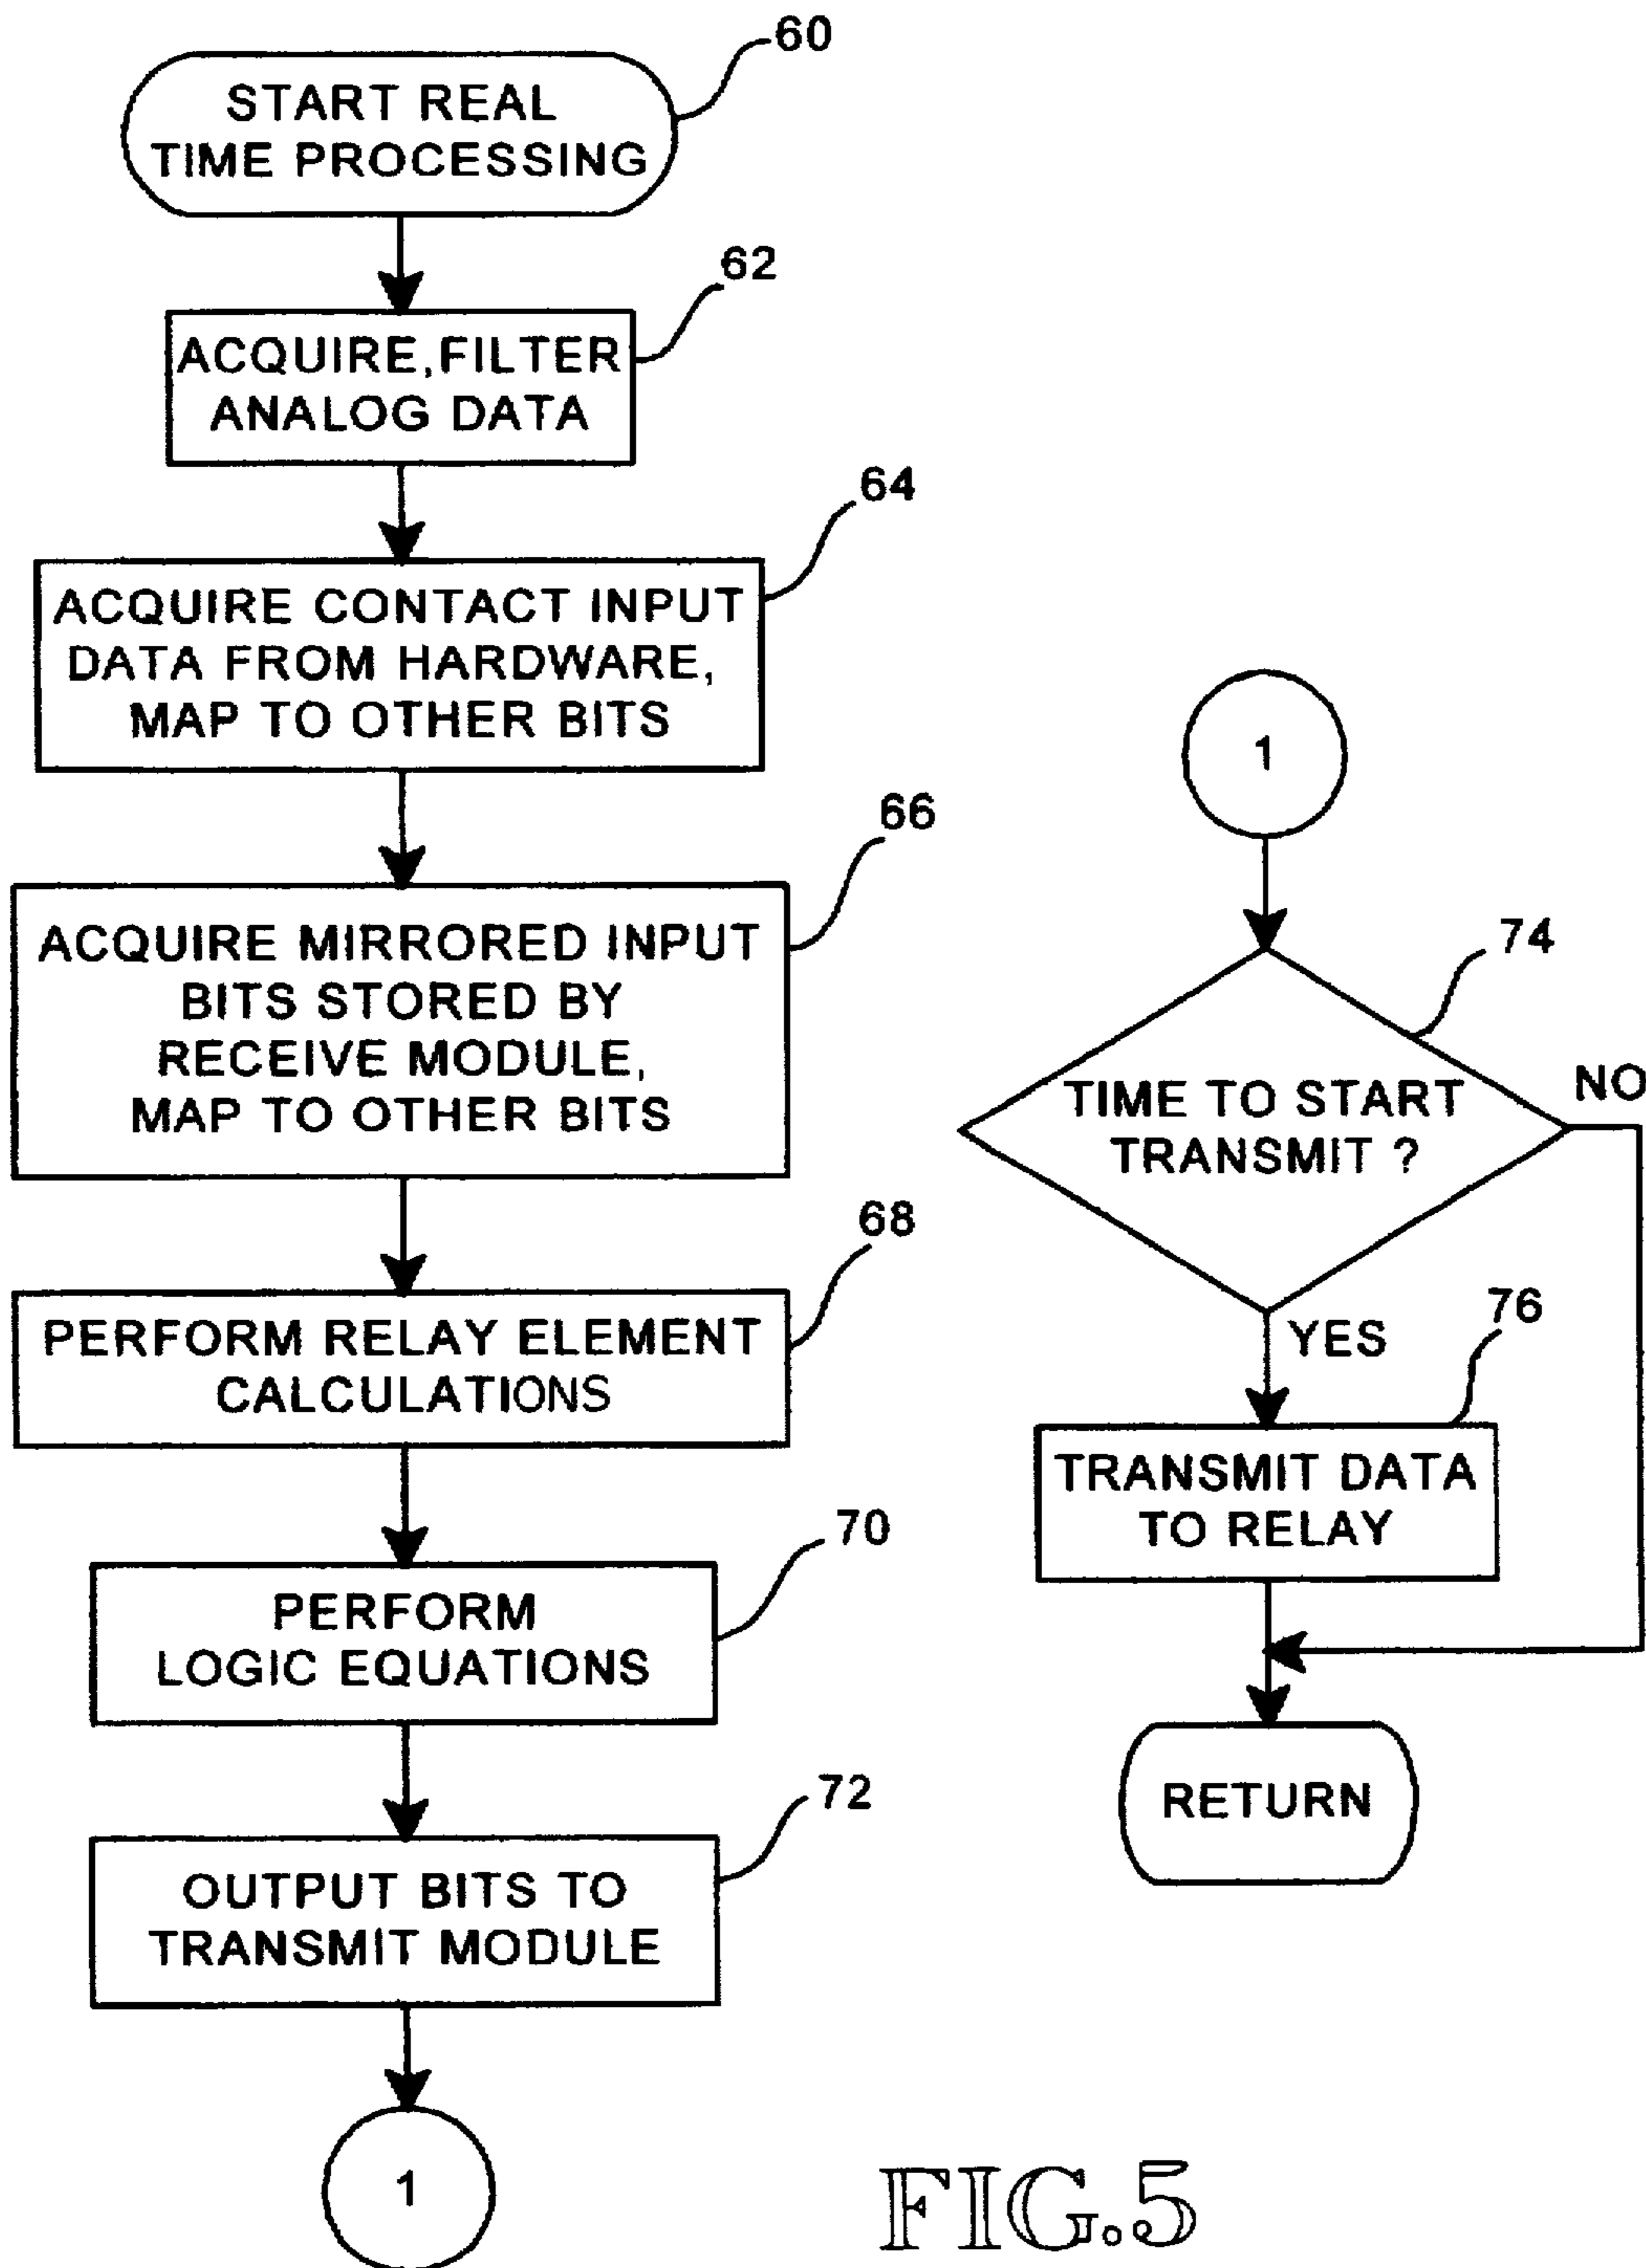 60
START REAL
TIME PROCESSING
62
ACQUIRE, FILTER
ANALOG DATA
64
ACQUIRE CONTACT INPUT
DATA FROM HARDWARE,
MAP TO OTHER BITS
66
ACQUIRE MIRRORED INPUT
BITS STORED BY
RECEIVE MODULE,
MAP TO OTHER BITS
68
PERFORM RELAY ELEMENT
CALCULATIONS
70
PERFORM
LOGIC EQUATIONS
72
OUTPUT BITS TO
TRANSMIT MODULE
1
1
74
TIME TO START
TRANSMIT ?
NO
YES
76
TRANSMIT DATA
TO RELAY
RETURN
FIG.5